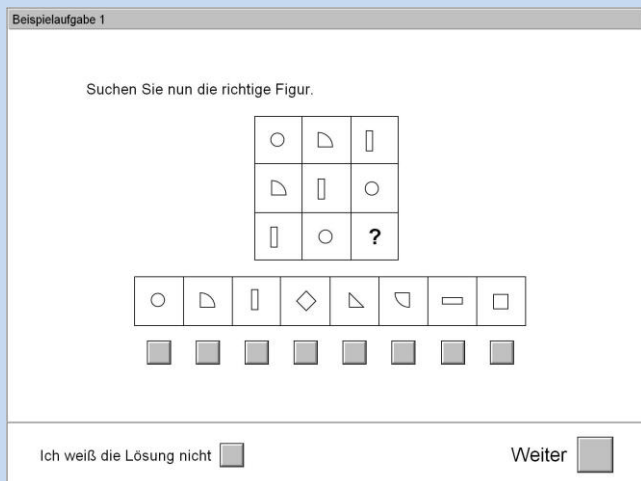 Beispielaufgabe 1
Suchen Sie nun die richtige Figur.
?
Ich weiß die Lösung nicht
Weiter